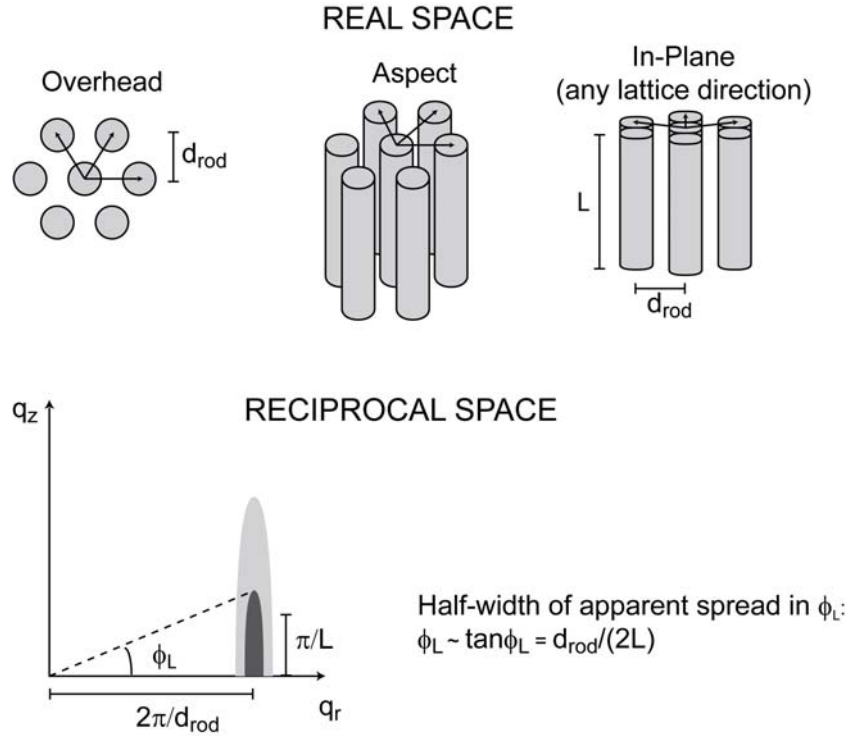 REAL SPACE
Overhead
Aspect
In-Plane
(any lattice direction)
d_rod
L
d_rod
RECIPROCAL SPACE
q_z
π/L
ϕ_L
2π/d_rod
q_r
Half-width of apparent spread in ϕ_L:
ϕ_L ~ tanϕ_L = d_rod/(2L)